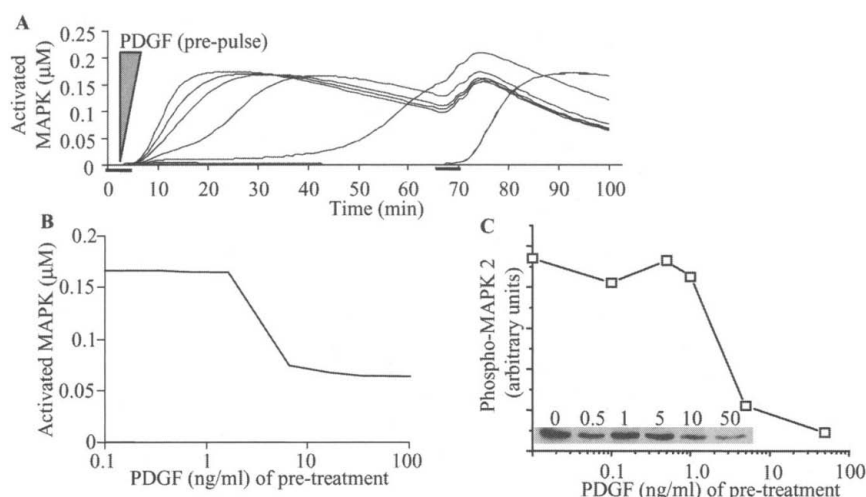 A
PDGF (pre-pulse)
Activated
MAPK (μM)
0.25
0.2
0.15
0.1
0.05
0
0 10 20 30 40 50 60 70 80 90 100
Time (min)
B
Activated MAPK (μM)
0.2
0.15
0.1
0.05
0
0.1 1 10 100
PDGF (ng/ml) of pre-treatment
C
Phospho-MAPK 2
(arbitrary units)
0 0.5 1 5 10 50
0.1 1.0 10 100
PDGF (ng/ml) of pre-treatment